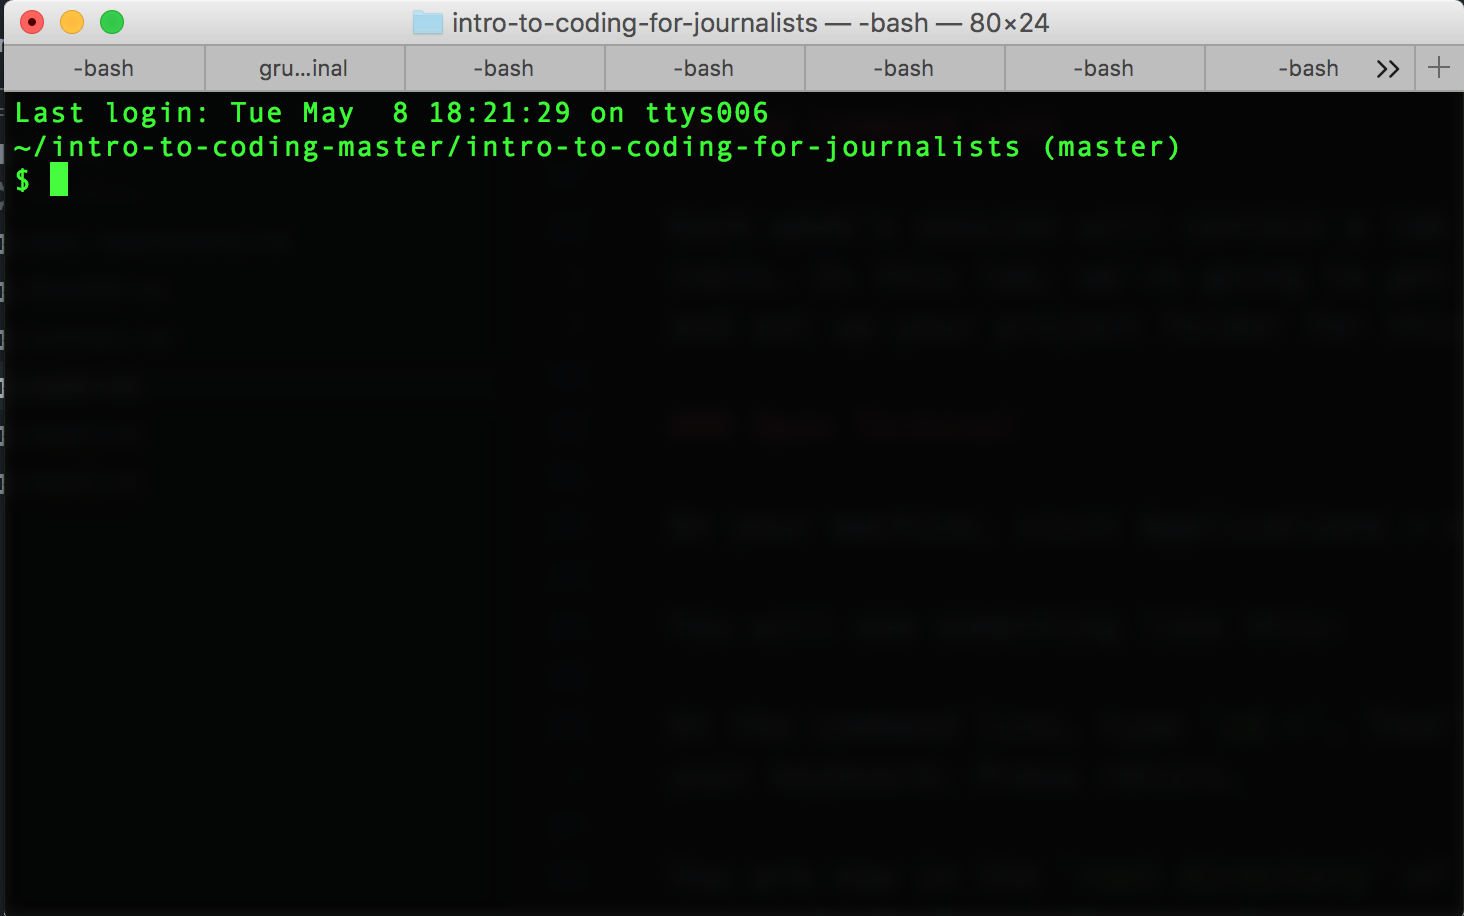 intro-to-coding-for-journalists — -bash — 80×24
-bash gru...inal -bash -bash -bash -bash -bash
Last login: Tue May  8 18:21:29 on ttys006
~/intro-to-coding-master/intro-to-coding-for-journalists (master)
$